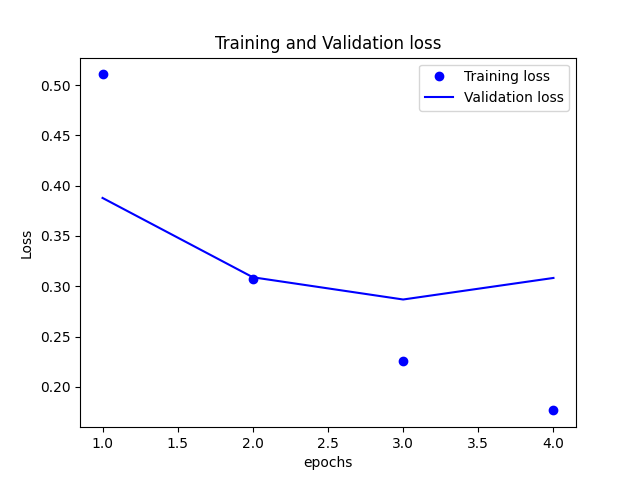 Training and Validation loss
Training loss
Validation loss
Loss
0.50
0.45
0.40
0.35
0.30
0.25
0.20
1.0 1.5 2.0 2.5 3.0 3.5 4.0
epochs